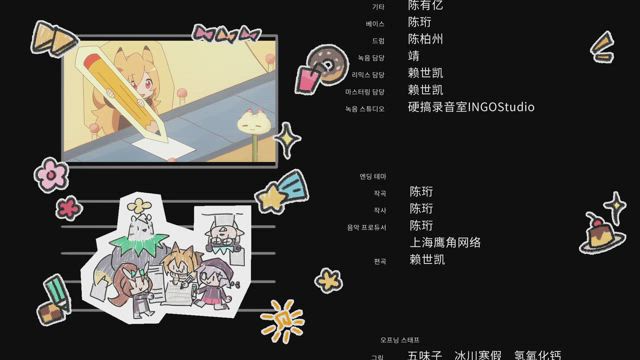 기타 陈有亿
베이스 陈珩
드럼 陈柏州
녹음 담당 靖
리믹스 담당 赖世凯
마스터링 담당 赖世凯
녹음 스튜디오 硬搞录音室INGOStudio
엔딩 테마
작곡 陈珩
작사 陈珩
음악 프로듀서 陈珩
上海鹰角网络
편곡 赖世凯
오프닝 스태프
그림 五味子 冰川寒假 氢氧化钙